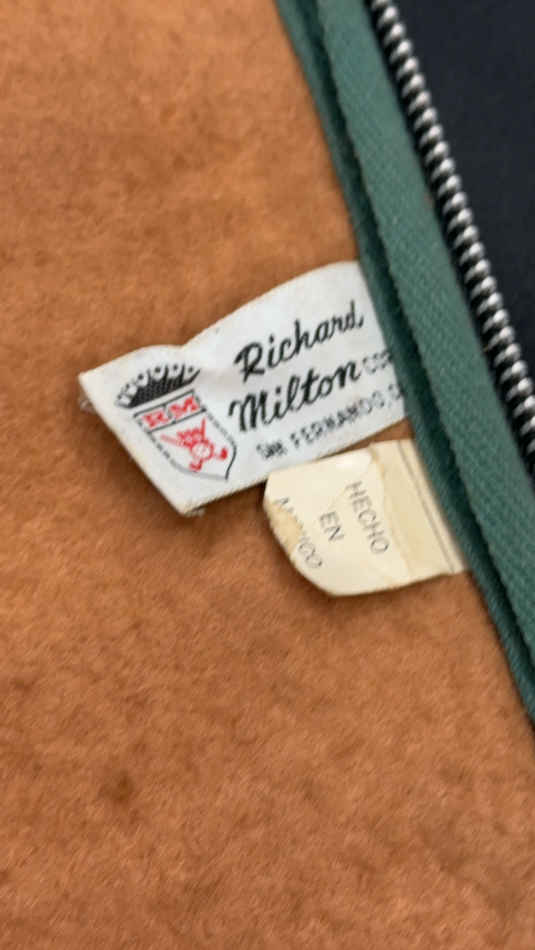 RM
Richard
Milton
SAN FERNANDO, C
HECHO
EN